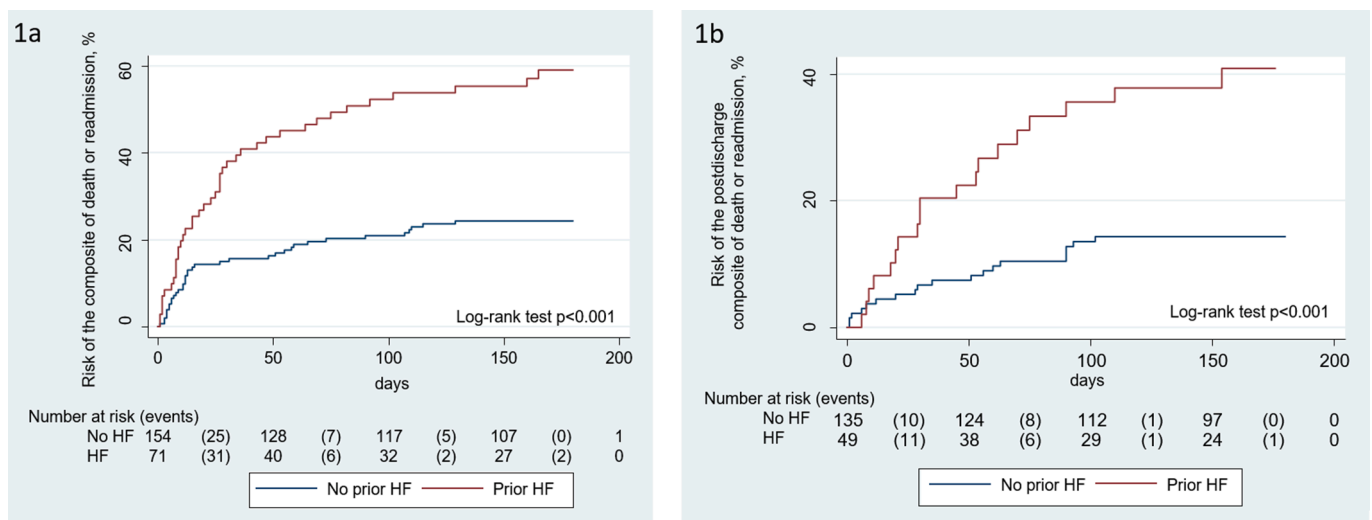 1a
Risk of the composite of death or readmission, %
60
40
20
0
Log-rank test p<0.001
0 50 100 150 200
days
Number at risk (events)
No HF 154 (25) 128 (7) 117 (5) 107 (0) 1
HF 71 (31) 40 (6) 32 (2) 27 (2) 0
No prior HF Prior HF
1b
Risk of the postdischarge
composite of death or readmission, %
40
20
0
Log-rank test p<0.001
0 50 100 150 200
days
Number at risk (events)
No HF 135 (10) 124 (8) 112 (1) 97 (0) 0
HF 49 (11) 38 (6) 29 (1) 24 (1) 0
No prior HF Prior HF